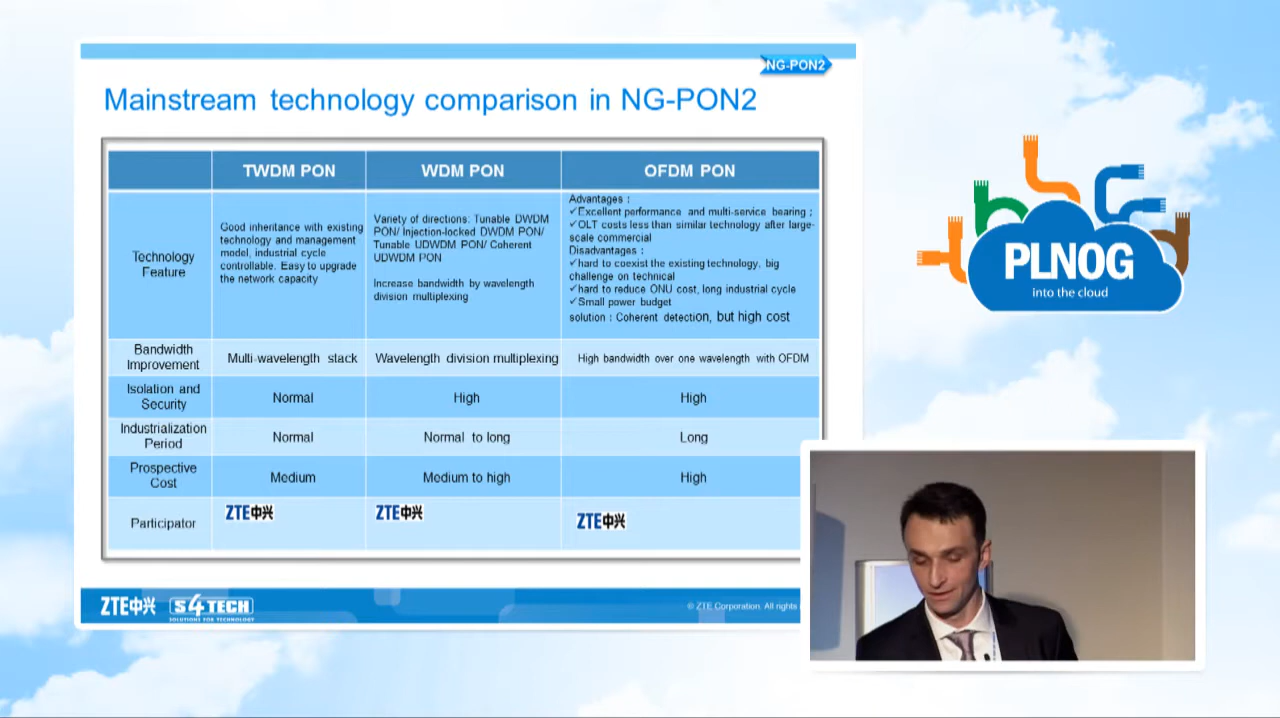 NG-PON2
Mainstream technology comparison in NG-PON2
TWDM PON
WDM PON
OFDM PON
Technology
Feature
Good inheritance with existing
technology and management
model, industrial cycle
controllable. Easy to upgrade
the network capacity
Variety of directions: Tunable DWDM
PON/ Injection-locked DWDM PON/
Tunable UDWDM PON/ Coherent
UDWDM PON
Increase bandwidth by wavelength
division multiplexing
Advantages :
✓Excellent performance and multi-service bearing ;
✓OLT costs less than similar technology after large-
scale commercial
Disadvantages :
✓hard to coexist the existing technology, big
challenge on technical
✓hard to reduce ONU cost, long industrial cycle
✓Small power budget
solution : Coherent detection, but high cost
Bandwidth
Improvement
Multi-wavelength stack
Wavelength division multiplexing
High bandwidth over one wavelength with OFDM
Isolation and
Security
Normal
High
High
Industrialization
Period
Normal
Normal to long
Long
Prospective
Cost
Medium
Medium to high
High
Participator
ZTE中兴
ZTE中兴
ZTE中兴
ZTE中兴
S4TECH
SOLUTIONS FOR TECHNOLOGY
© ZTE Corporation. All rights
PLNOG
into the cloud